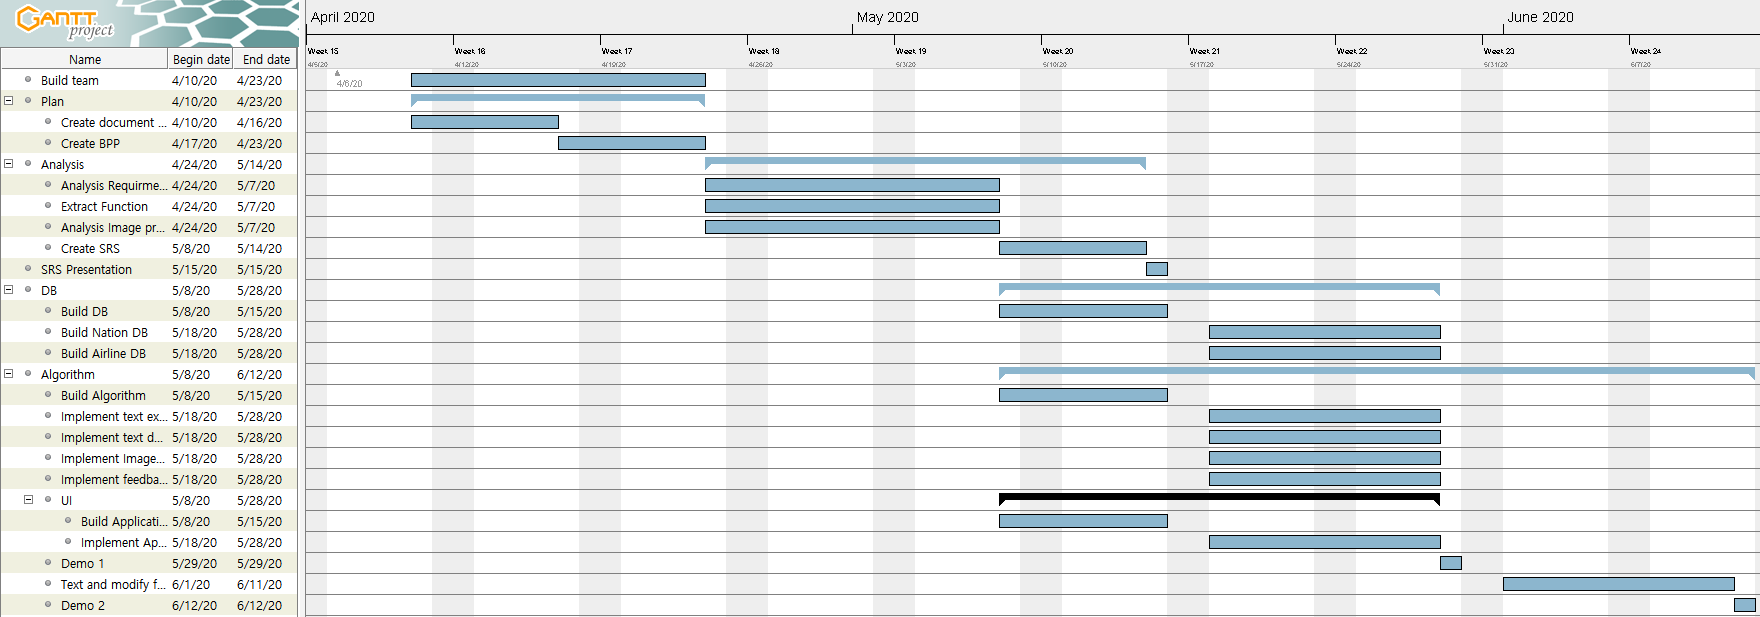 GANTT
project
April 2020
May 2020
June 2020
Week 15
Week 16
Week 17
Week 18
Week 19
Week 20
Week 21
Week 22
Week 23
Week 24
4/5/20
4/12/20
4/19/20
4/26/20
5/3/20
5/10/20
5/17/20
5/24/20
5/31/20
6/7/20
4/6/20
Name Begin date End date
Build team 4/10/20 4/23/20
Plan 4/10/20 4/23/20
Create document ... 4/10/20 4/16/20
Create BPP 4/17/20 4/23/20
Analysis 4/24/20 5/14/20
Analysis Requirme... 4/24/20 5/7/20
Extract Function 4/24/20 5/7/20
Analysis Image pr... 4/24/20 5/7/20
Create SRS 5/8/20 5/14/20
SRS Presentation 5/15/20 5/15/20
DB 5/8/20 5/28/20
Build DB 5/8/20 5/15/20
Build Nation DB 5/18/20 5/28/20
Build Airline DB 5/18/20 5/28/20
Algorithm 5/8/20 6/12/20
Build Algorithm 5/8/20 5/15/20
Implement text ex... 5/18/20 5/28/20
Implement text d... 5/18/20 5/28/20
Implement Image... 5/18/20 5/28/20
Implement feedba... 5/18/20 5/28/20
UI 5/8/20 5/28/20
Build Applicati... 5/8/20 5/15/20
Implement Ap... 5/18/20 5/28/20
Demo 1 5/29/20 5/29/20
Text and modify f... 6/1/20 6/11/20
Demo 2 6/12/20 6/12/20